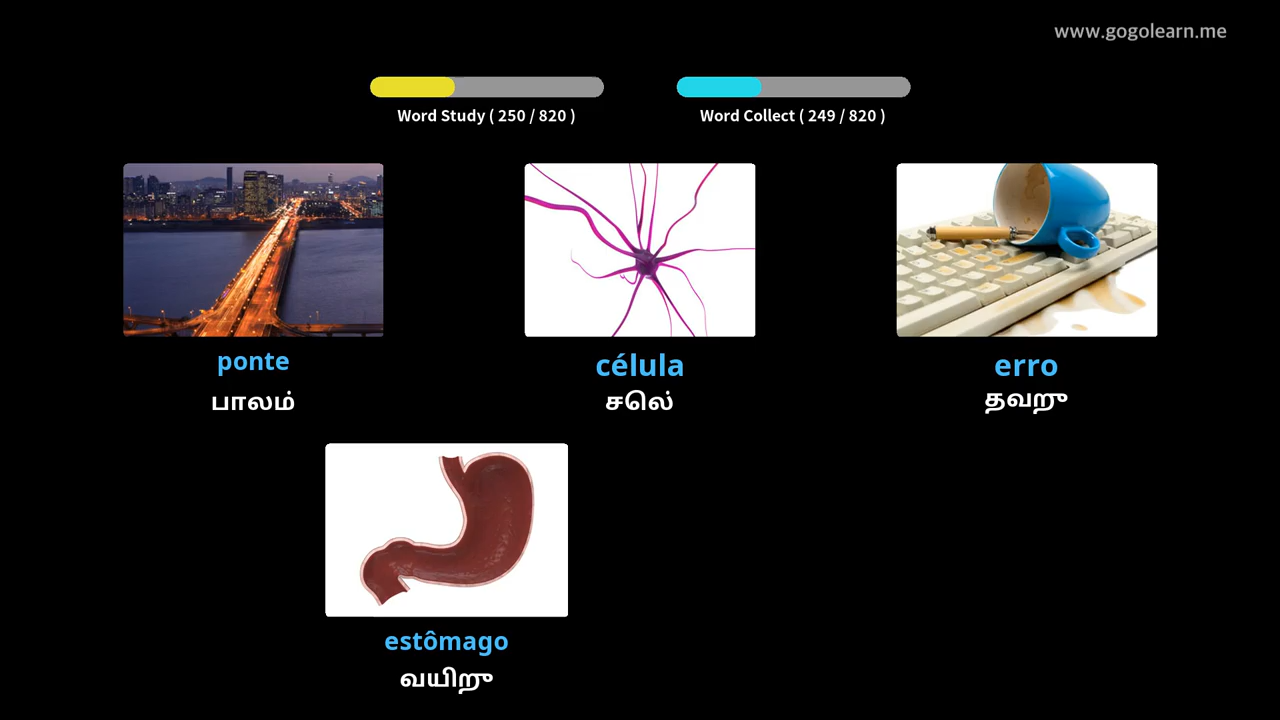 www.gogolearn.me
Word Study ( 250 / 820 )
Word Collect ( 249 / 820 )
ponte
célula
erro
பாலம்
சலெ்
தவறு
estômago
வயிறு